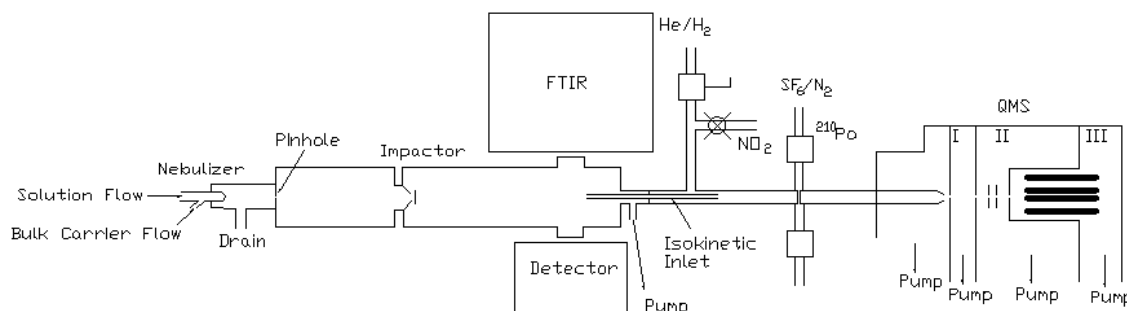 He/H2
FTIR
SF6/N2
QMS
210Po
I
II
III
NO2
Pinhole
Impactor
Nebulizer
Solution Flow
Bulk Carrier Flow
Drain
Isokinetic
Inlet
Detector
Pump
Pump
Pump
Pump
Pump